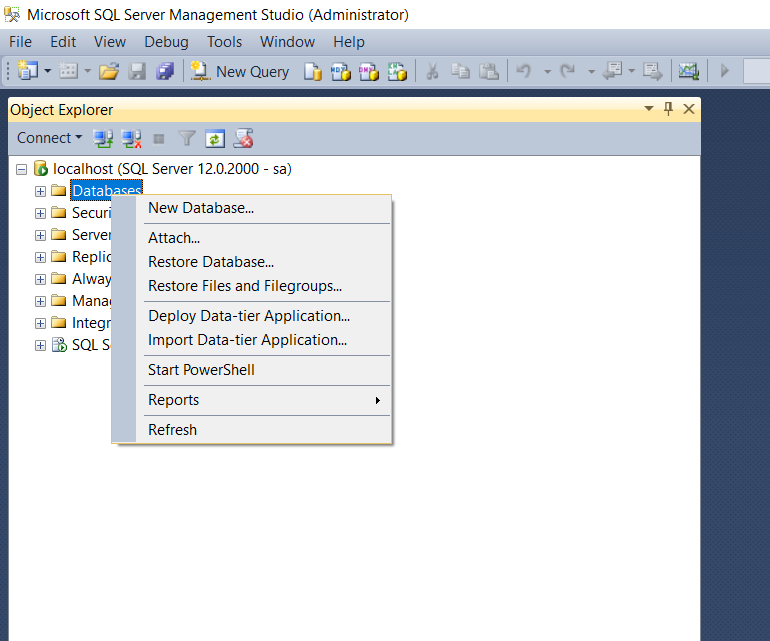 Microsoft SQL Server Management Studio (Administrator)
File Edit View Debug Tools Window Help
New Query
Object Explorer
Connect
localhost (SQL Server 12.0.2000 - sa)
Databases
New Database...
Attach...
Restore Database...
Restore Files and Filegroups...
Deploy Data-tier Application...
Import Data-tier Application...
Start PowerShell
Reports
Refresh
Securi
Server
Replic
Alway
Manag
Integr
SQL S